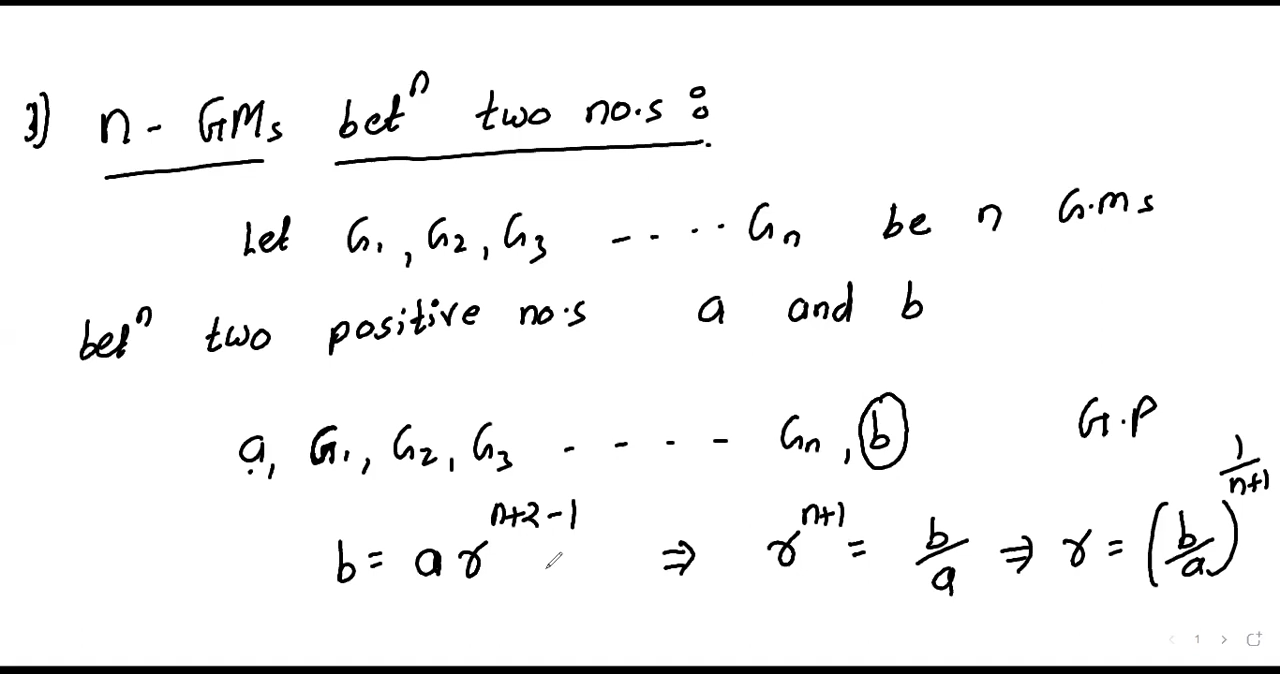 3) n - GMs betⁿ two no.s :
Let G₁, G₂, G₃ - - . . . Gₙ be n G.Ms
betⁿ two positive no.s a and b
a, G₁, G₂, G₃ - - - - - Gₙ, b G.P
b = a r^(n+2-1) ⇒ r^(n+1) = b/a ⇒ r = (b/a)^(1/(n+1))
1